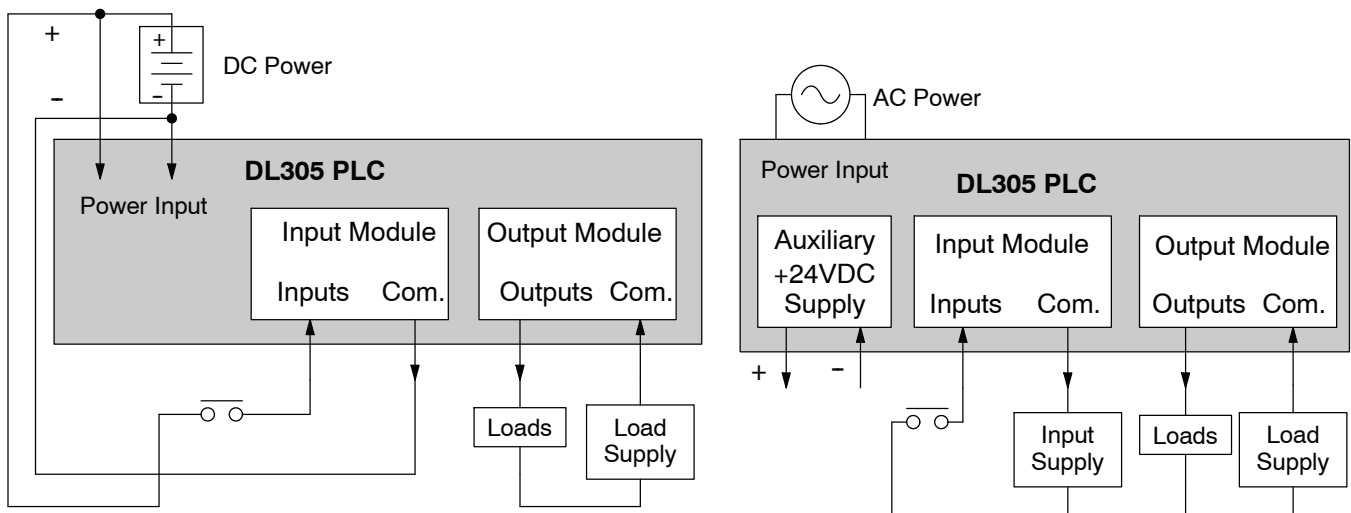 +
+
-
-
DC Power
DL305 PLC
Power Input
Input Module
Inputs Com.
Output Module
Outputs Com.
Loads
Load
Supply
AC Power
Power Input
DL305 PLC
Auxiliary
+24VDC
Supply
+ -
Input Module
Inputs Com.
Output Module
Outputs Com.
Input
Supply
Loads
Load
Supply